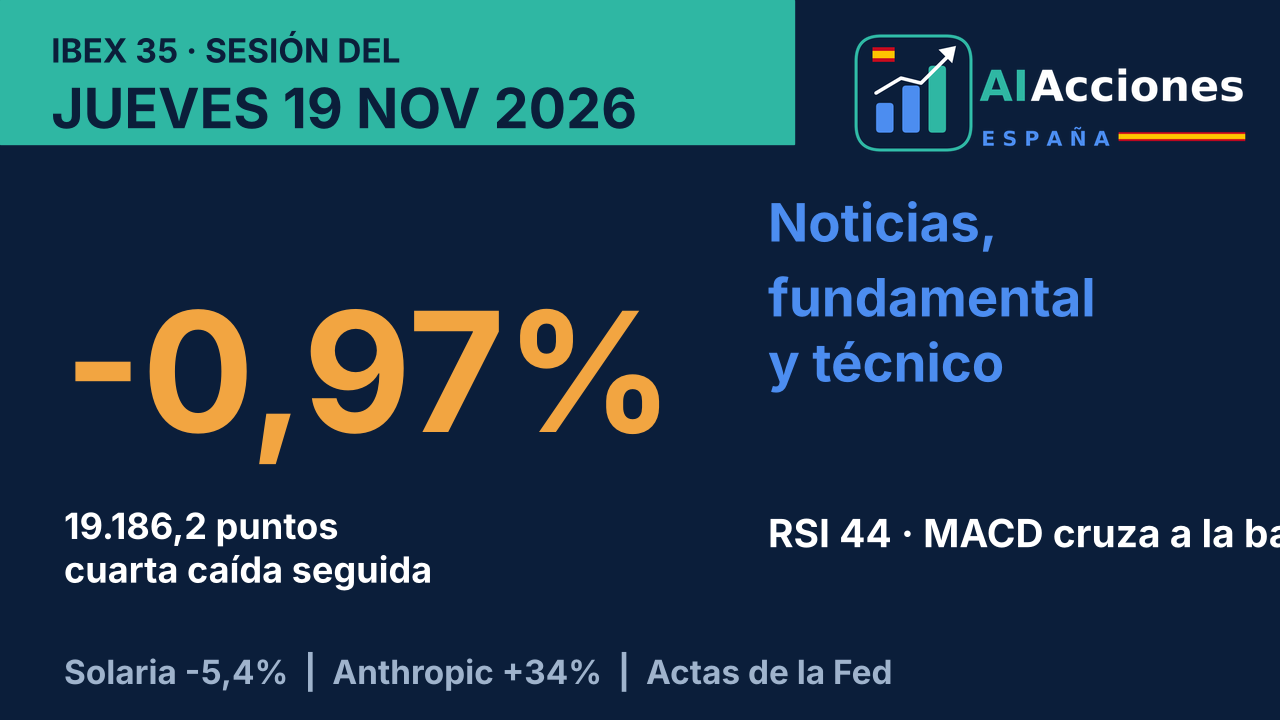 IBEX 35 · SESIÓN DEL
JUEVES 19 NOV 2026
AIAcciones
ESPAÑA
Noticias,
fundamental
y técnico
-0,97%
19.186,2 puntos
cuarta caída seguida
RSI 44 · MACD cruza a la
Solaria -5,4% | Anthropic +34% | Actas de la Fed